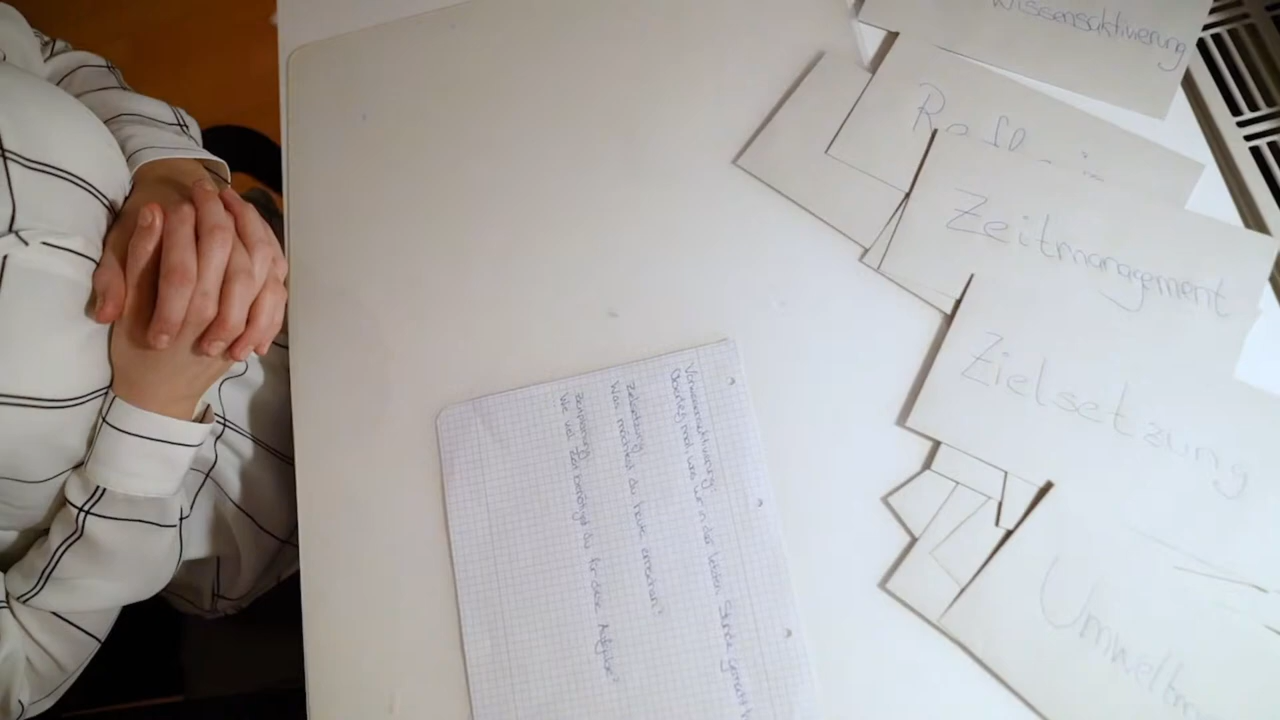 Wissensaktivierung
Zeitmanagement
Zielsetzung
Vorwissensaktivierung:
Überleg mal, was wir in der letzten Stunde gemacht h
Zielsetzung:
Was möchtest du heute erreichen?
Zeitplanung:
Wie viel Zeit benötigst du für diese Aufgabe?